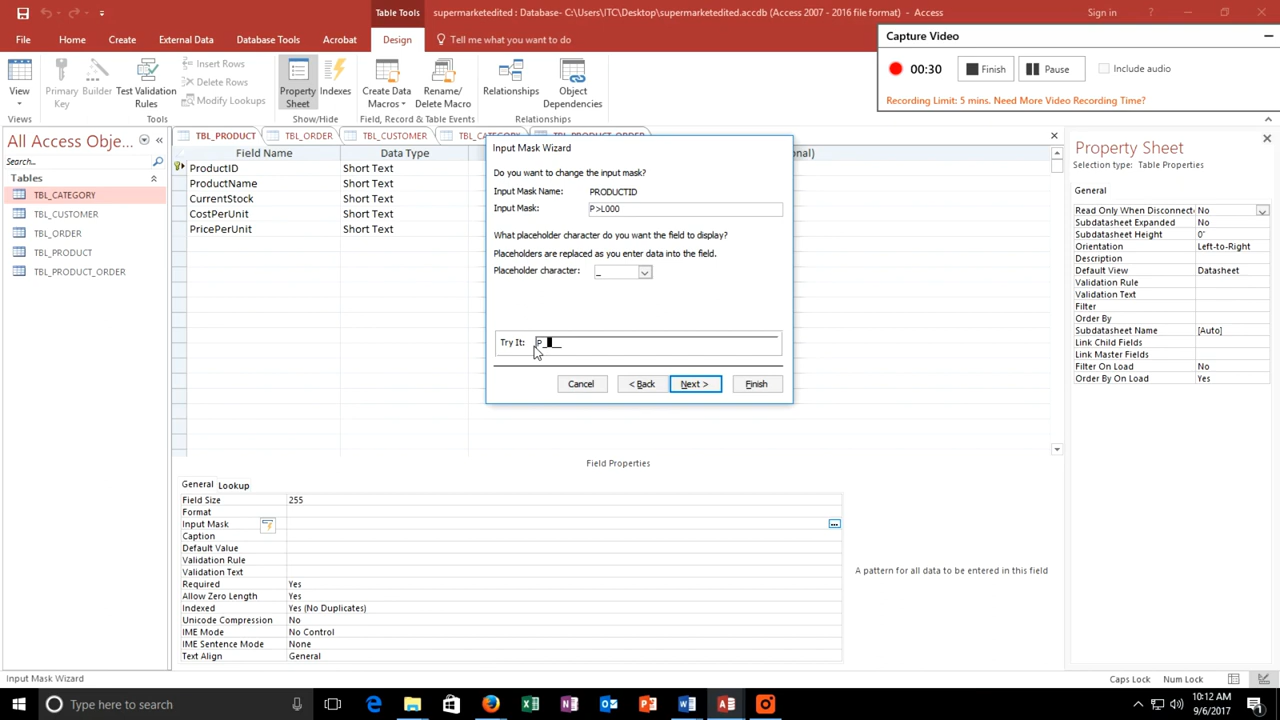 Table Tools
supermarketedited : Database- C:\Users\ITC\Desktop\supermarketedited.accdb (Access 2007 - 2016 file format) - Access
Sign in
?
File
Home
Create
External Data
Database Tools
Acrobat
Design
Tell me what you want to do
Capture Video
00:30
Finish
Pause
Include audio
Recording Limit: 5 mins. Need More Video Recording Time?
View
Primary Key
Builder
Test Validation Rules
Insert Rows
Delete Rows
Modify Lookups
Property Sheet
Indexes
Create Data Macros
Rename/ Delete Macro
Relationships
Object Dependencies
Views
Tools
Show/Hide
Field, Record & Table Events
Relationships
All Access Obje...
Search...
Tables
TBL_CATEGORY
TBL_CUSTOMER
TBL_ORDER
TBL_PRODUCT
TBL_PRODUCT_ORDER
TBL_PRODUCT
TBL_ORDER
TBL_CUSTOMER
Field Name
Data Type
ProductID
Short Text
ProductName
Short Text
CurrentStock
Short Text
CostPerUnit
Short Text
PricePerUnit
Short Text
Input Mask Wizard
Do you want to change the input mask?
Input Mask Name:
PRODUCTID
Input Mask:
P>L000
What placeholder character do you want the field to display?
Placeholders are replaced as you enter data into the field.
Placeholder character:
_
Try It:
Cancel
< Back
Next >
Finish
Property Sheet
Selection type: Table Properties
General
Read Only When Disconnect
No
Subdatasheet Expanded
No
Subdatasheet Height
0"
Orientation
Left-to-Right
Description
Default View
Datasheet
Validation Rule
Validation Text
Filter
Order By
Subdatasheet Name
[Auto]
Link Child Fields
Link Master Fields
Filter On Load
No
Order By On Load
Yes
Field Properties
General
Lookup
Field Size
255
Format
Input Mask
Caption
Default Value
Validation Rule
Validation Text
Required
Yes
Allow Zero Length
Yes
Indexed
Yes (No Duplicates)
Unicode Compression
No
IME Mode
No Control
IME Sentence Mode
None
Text Align
General
A pattern for all data to be entered in this field
Input Mask Wizard
Caps Lock
Num Lock
Type here to search
10:12 AM
9/6/2017